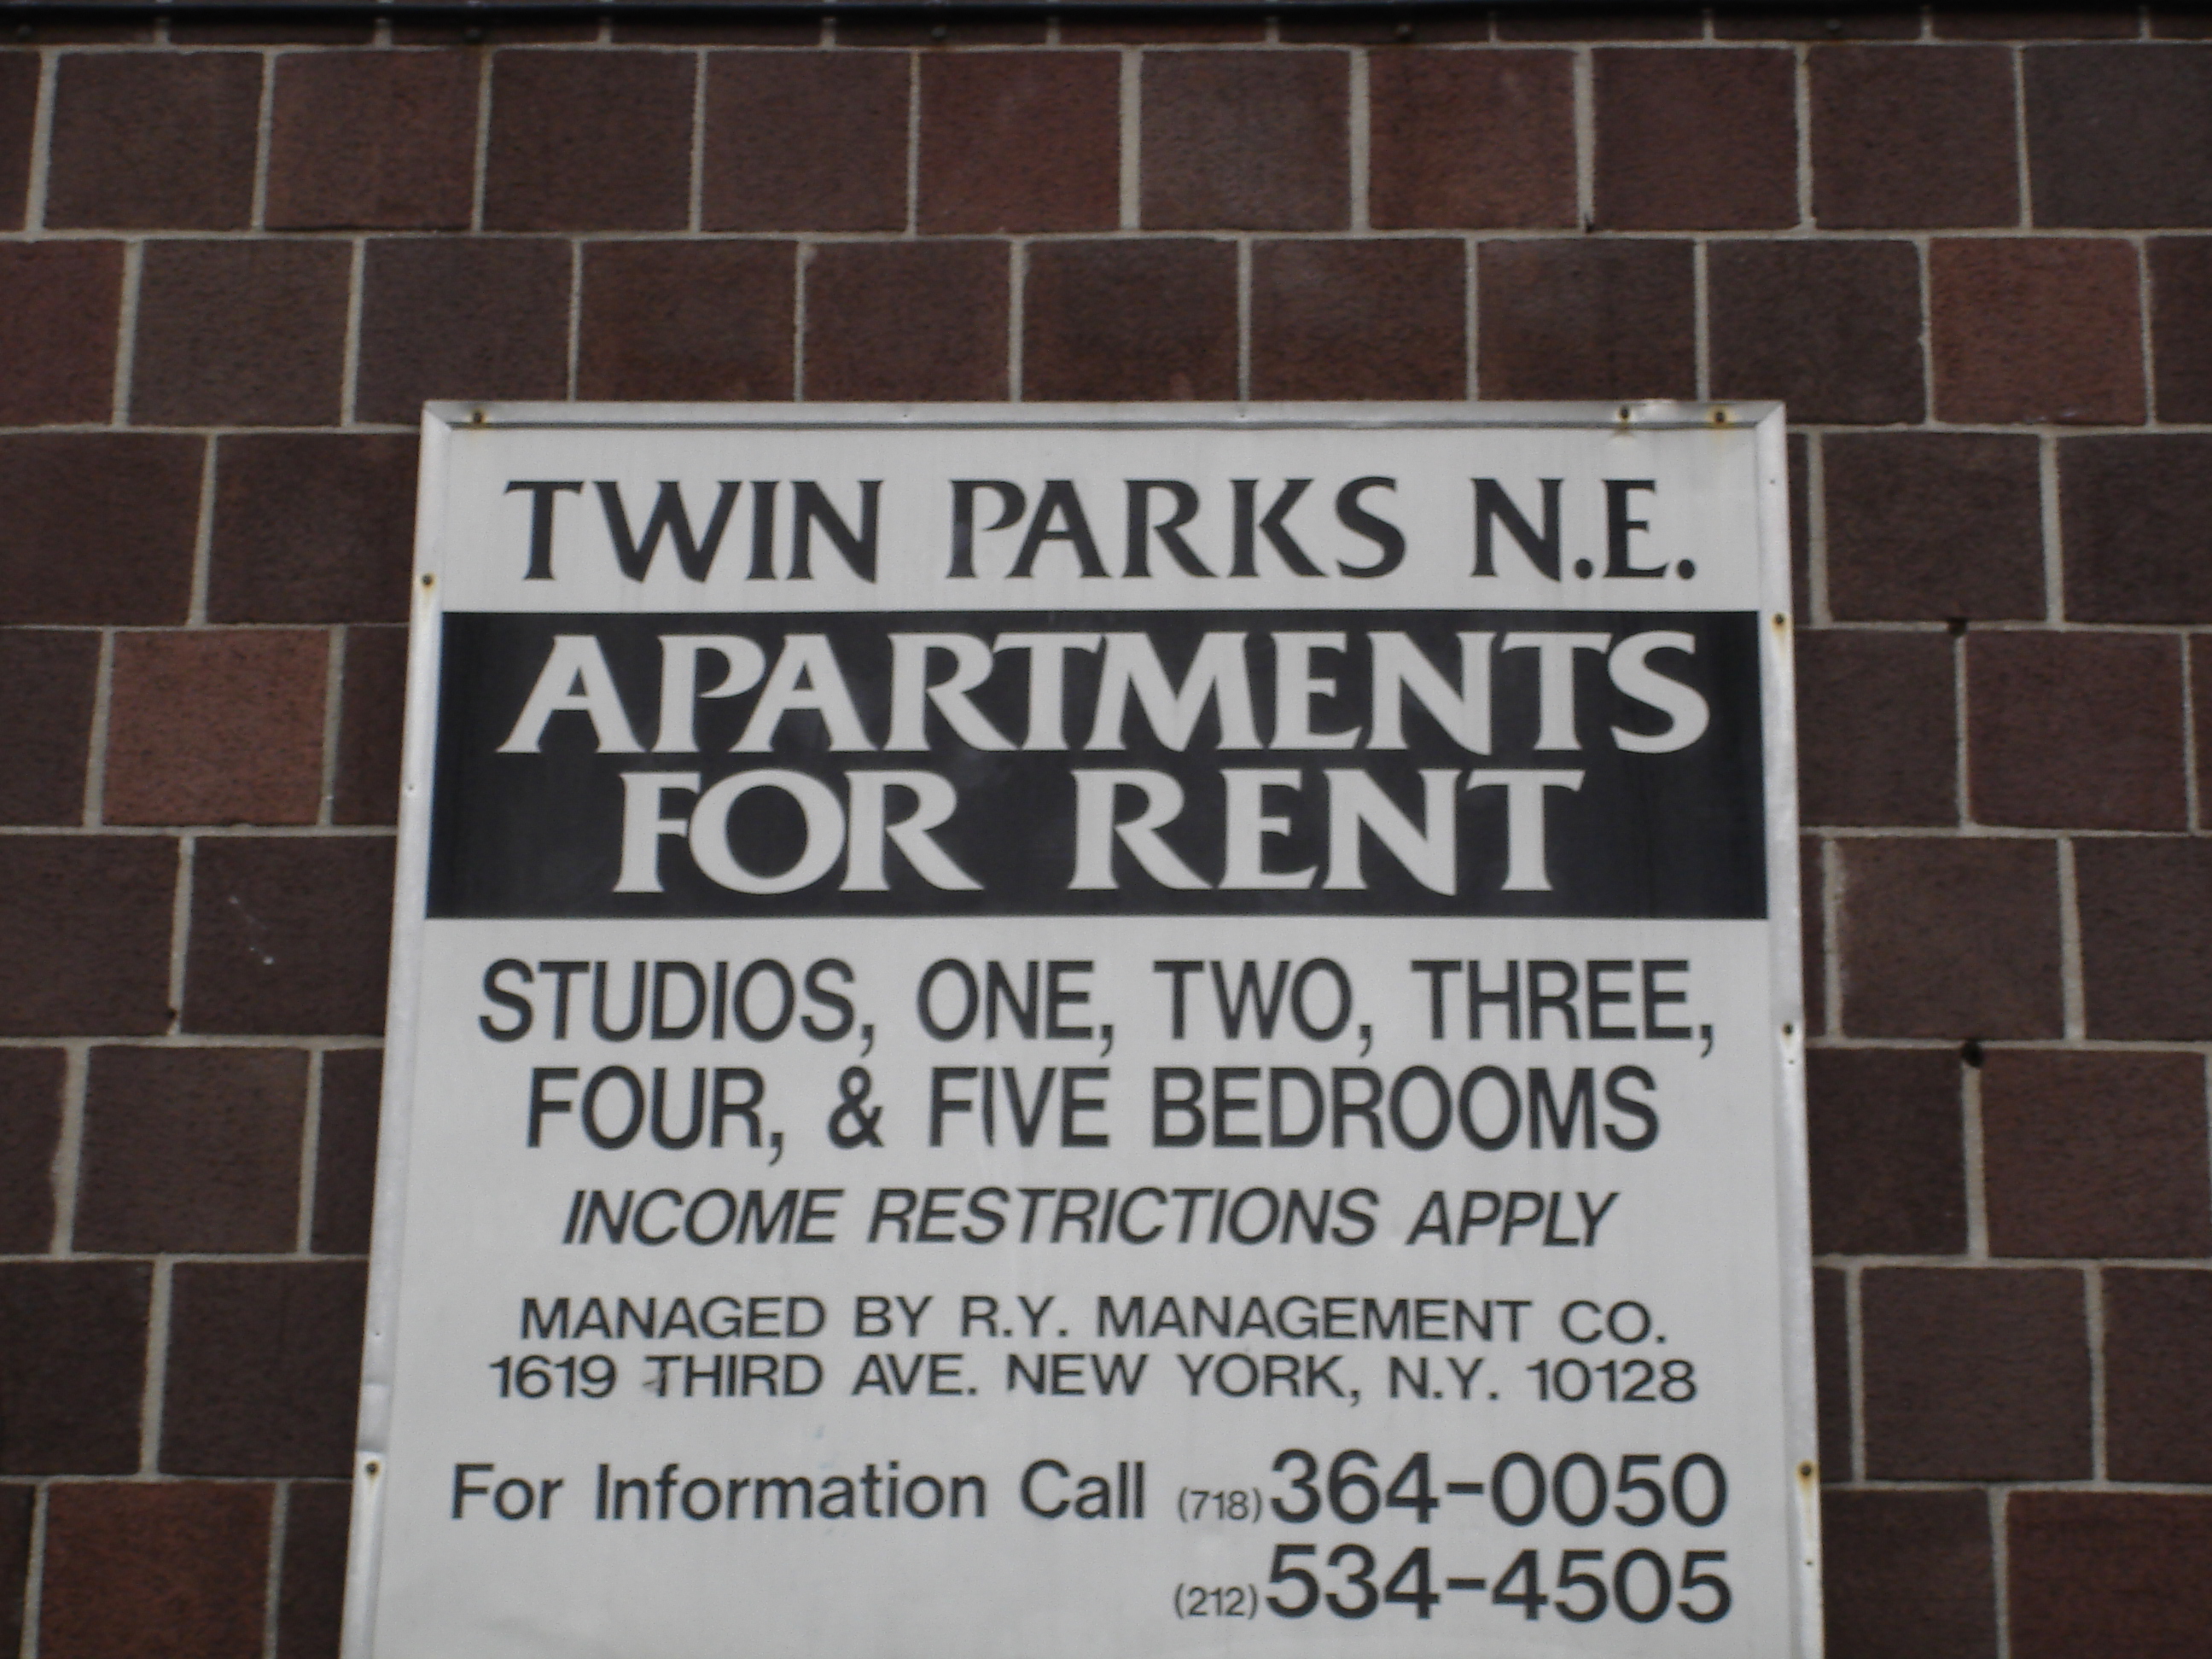 TWIN PARKS N.E.
APARTMENTS
FOR RENT
STUDIOS, ONE, TWO, THREE,
FOUR, & FIVE BEDROOMS
INCOME RESTRICTIONS APPLY
MANAGED BY R.Y. MANAGEMENT CO.
1619 THIRD AVE. NEW YORK, N.Y. 10128
For Information Call (718) 364-0050
(212) 534-4505